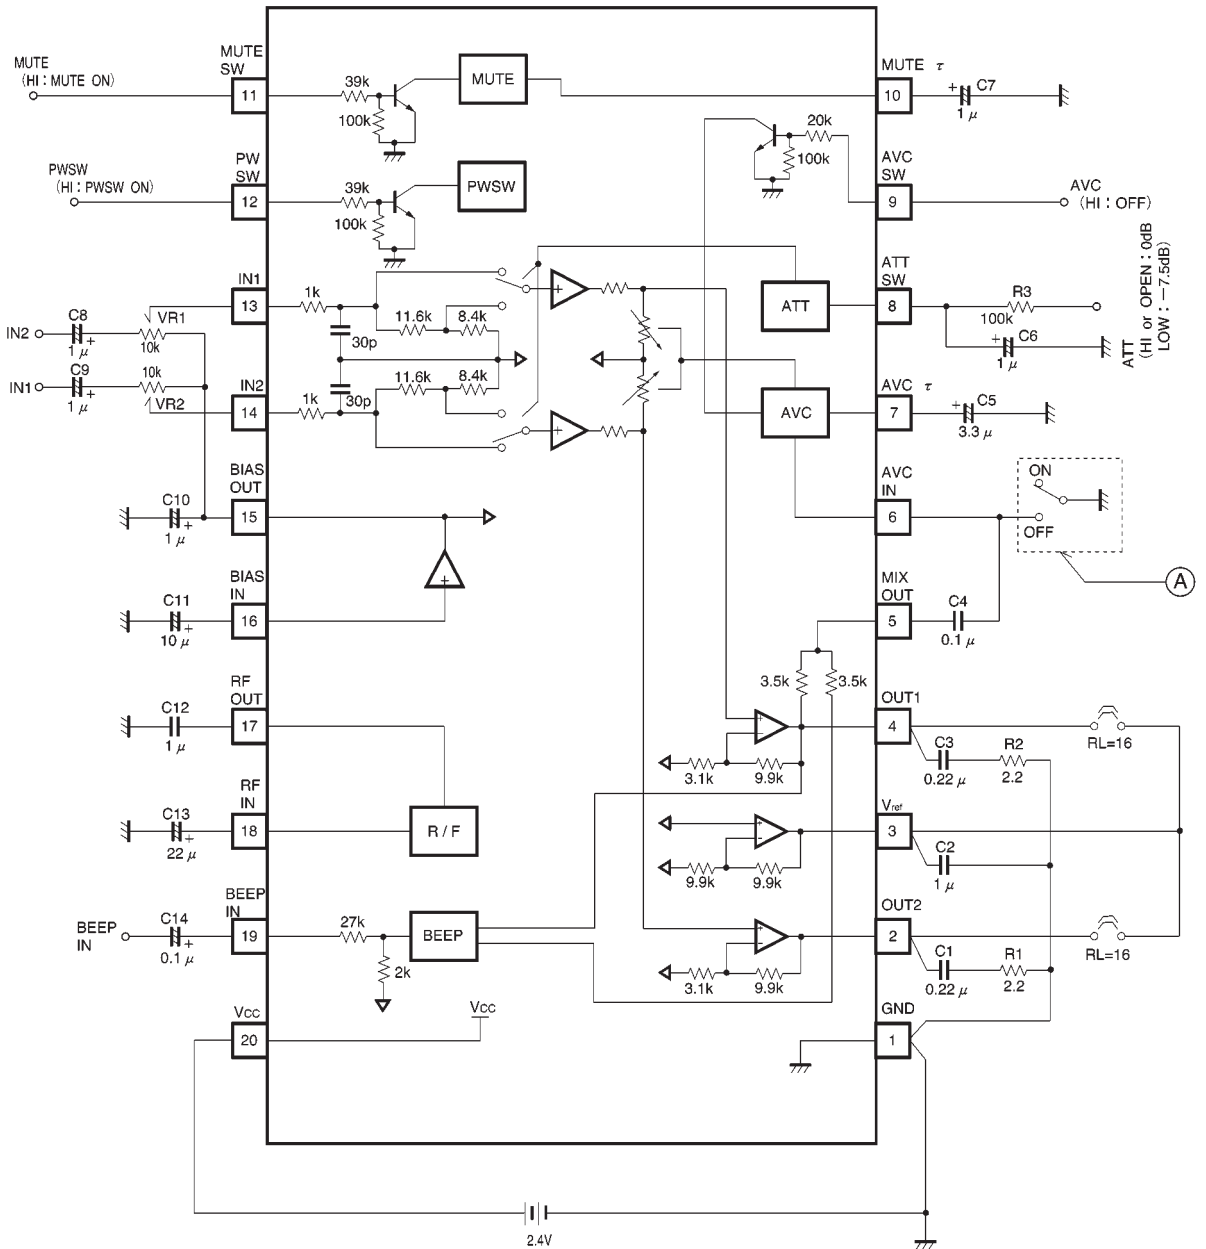 MUTE
(HI : MUTE ON)
MUTE
SW
11
39k
100k
MUTE
MUTE τ
10
+
C7
1 μ
PWSW
(HI : PWSW ON)
PW
SW
12
39k
100k
PWSW
20k
100k
AVC
SW
9
AVC
(HI : OFF)
IN1
13
1k
11.6k
8.4k
30p
+
ATT
ATT
SW
8
R3
100k
+
C6
1 μ
ATT
(HI or OPEN : 0dB
LOW : −7.5dB)
IN2
C8
1 μ
+
VR1
10k
IN1
C9
1 μ
+
10k
VR2
IN2
14
1k
11.6k
8.4k
30p
+
AVC
AVC τ
7
+
C5
3.3 μ
BIAS
OUT
15
C10
+
1 μ
AVC
IN
6
ON
OFF
A
BIAS
IN
16
C11
+
10 μ
+
MIX
OUT
5
C4
0.1 μ
3.5k
3.5k
RF
OUT
17
C12
1 μ
+
−
3.1k
9.9k
OUT1
4
C3
0.22 μ
R2
2.2
RL=16
RF
IN
18
C13
+
22 μ
R / F
+
−
9.9k
9.9k
Vref
3
C2
1 μ
BEEP
IN
C14
+
0.1 μ
BEEP
IN
19
27k
2k
BEEP
+
−
3.1k
9.9k
OUT2
2
C1
0.22 μ
R1
2.2
RL=16
VCC
20
VCC
GND
1
2.4V